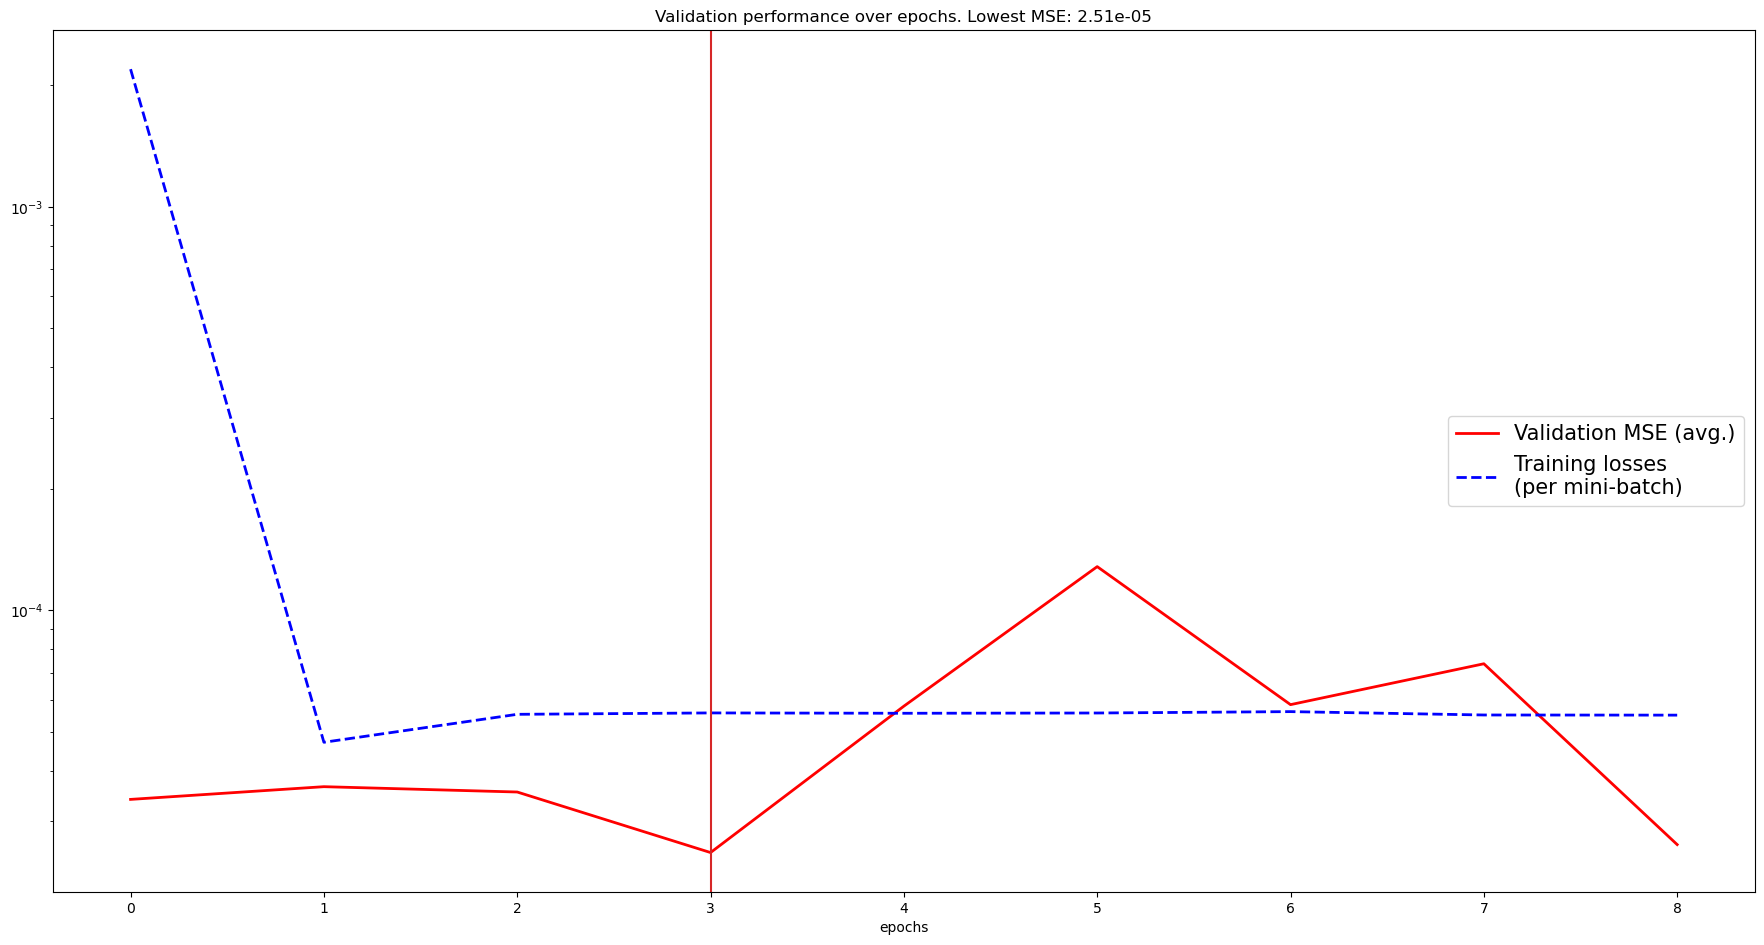 Validation performance over epochs. Lowest MSE: 2.51e-05
10⁻³
10⁻⁴
Validation MSE (avg.)
Training losses
(per mini-batch)
0 1 2 3 4 5 6 7 8
epochs